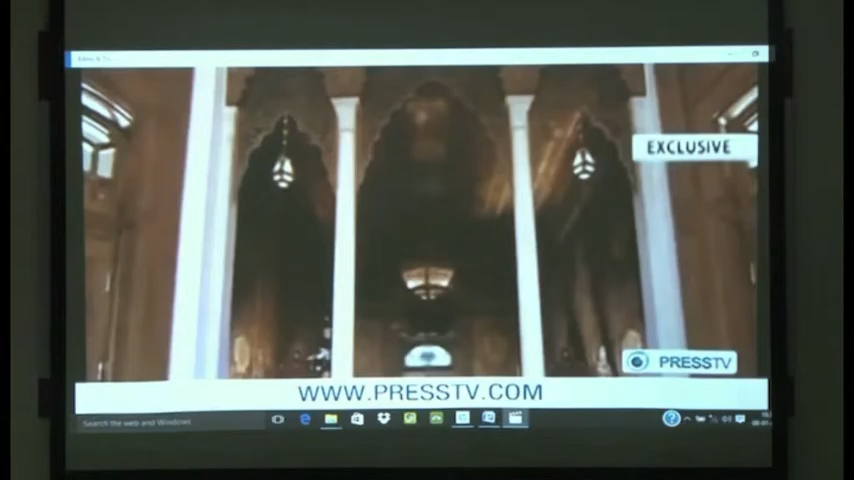 EXCLUSIVE
PRESSTV
WWW.PRESSTV.COM
Search the web and Windows